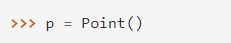 >>> p = Point()